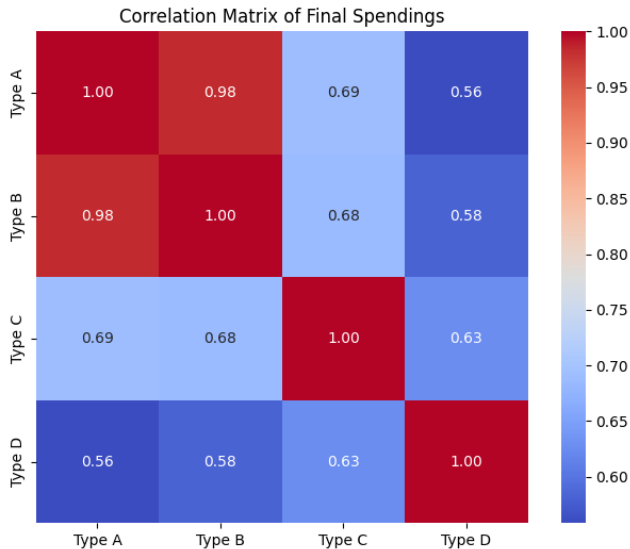 Correlation Matrix of Final Spendings
Type A
1.00
0.98
0.69
0.56
Type B
0.98
1.00
0.68
0.58
Type C
0.69
0.68
1.00
0.63
Type D
0.56
0.58
0.63
1.00
Type A
Type B
Type C
Type D
1.00
0.95
0.90
0.85
0.80
0.75
0.70
0.65
0.60